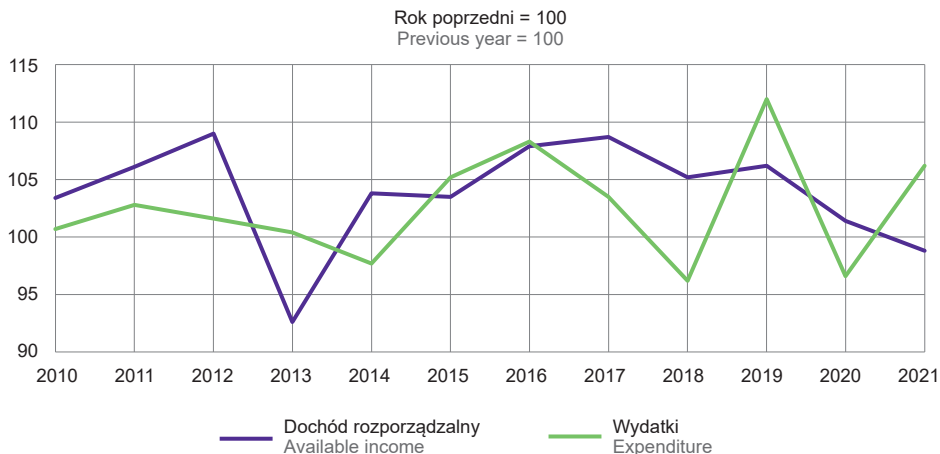 Rok poprzedni = 100
Previous year = 100
115
110
105
100
95
90
2010 2011 2012 2013 2014 2015 2016 2017 2018 2019 2020 2021
Dochód rozporządzalny Wydatki
Available income Expenditure